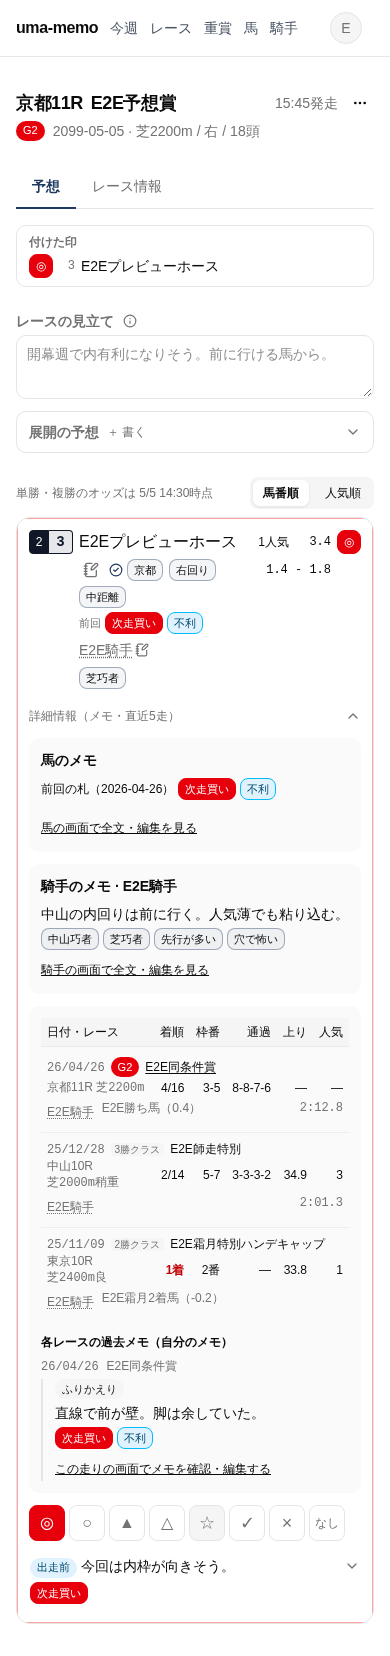 uma-memo 今週 レース 重賞 馬 騎手 E
京都11R E2E予想賞 15:45発走 ⋯
G2 2099-05-05 · 芝2200m / 右 / 18頭
予想 レース情報
付けた印
◎ 3 E2Eプレビューホース
レースの見立て
開幕週で内有利になりそう。前に行ける馬から。
展開の予想 + 書く
単勝・複勝のオッズは 5/5 14:30時点 馬番順 人気順
2 3 E2Eプレビューホース 1人気 3.4 ◎
京都 右回り 1.4 - 1.8
中距離
前回 次走買い 不利
E2E騎手
芝巧者
詳細情報（メモ・直近5走）
馬のメモ
前回の札（2026-04-26） 次走買い 不利
馬の画面で全文・編集を見る
騎手のメモ · E2E騎手
中山の内回りは前に行く。人気薄でも粘り込む。
中山巧者 芝巧者 先行が多い 穴で怖い
騎手の画面で全文・編集を見る
日付・レース 着順 枠番 通過 上り 人気
26/04/26 G2 E2E同条件賞
京都11R 芝2200m 4/16 3-5 8-8-7-6 — —
E2E騎手 E2E勝ち馬（0.4） 2:12.8
25/12/28 3勝クラス E2E師走特別
中山10R
芝2000m稍重 2/14 5-7 3-3-3-2 34.9 3
E2E騎手 2:01.3
25/11/09 2勝クラス E2E霜月特別ハンデキャップ
東京10R
芝2400m良 1着 2番 — 33.8 1
E2E騎手 E2E霜月2着馬（-0.2）
各レースの過去メモ（自分のメモ）
26/04/26 E2E同条件賞
ふりかえり
直線で前が壁。脚は余していた。
次走買い 不利
この走りの画面でメモを確認・編集する
◎ ○ ▲ △ ☆ ✓ × なし
出走前 今回は内枠が向きそう。
次走買い